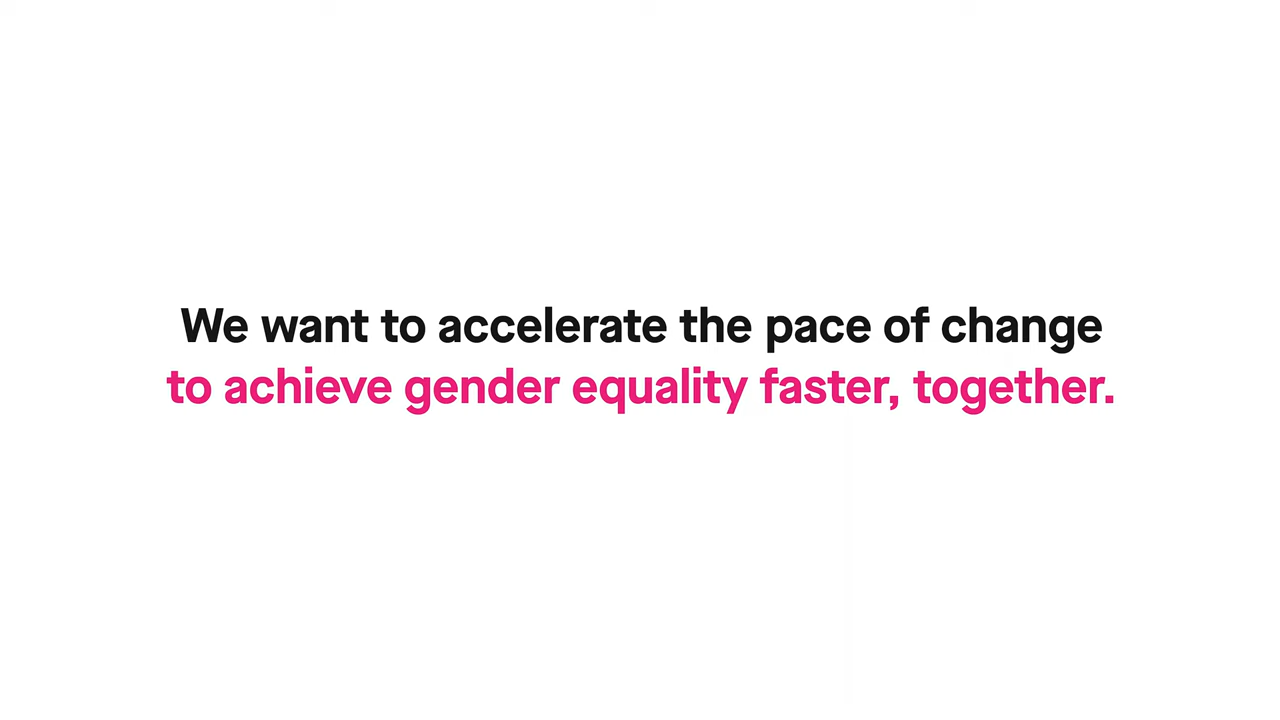 We want to accelerate the pace of change
to achieve gender equality faster, together.